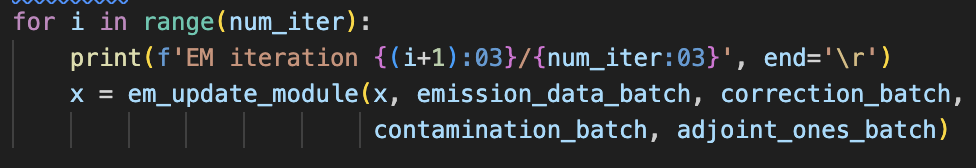 for i in range(num_iter):
print(f'EM iteration {(i+1):03}/{num_iter:03}', end='\r')
x = em_update_module(x, emission_data_batch, correction_batch,
contamination_batch, adjoint_ones_batch)